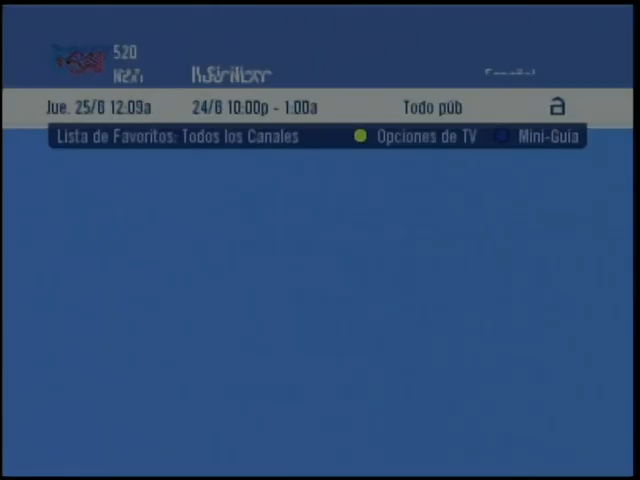 520
Jue. 25/6 12:09a 24/6 10:00p - 1:00a Todo púb a
Lista de Favoritos: Todos los Canales Opciones de TV Mini-Guía